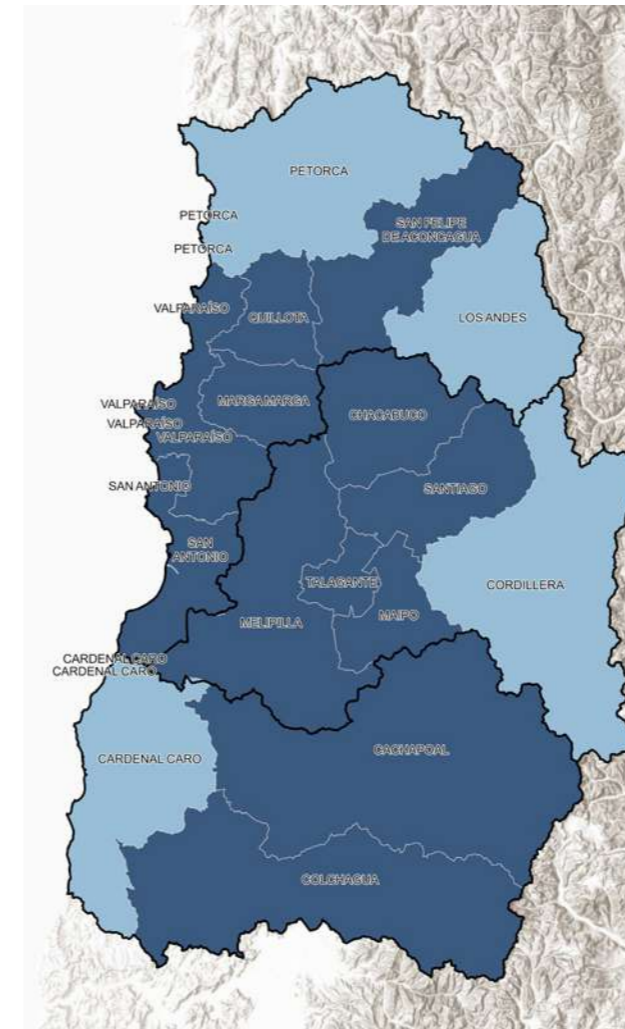 PETORCA
PETORCA
SAN FELIPE
DE ACONCAGUA
PETORCA
VALPARAÍSO
QUILLOTA
LOS ANDES
MARGA MARGA
VALPARAÍSO
CHACABUCO
VALPARAÍSO
VALPARAÍSO
SAN ANTONIO
SANTIAGO
SAN
ANTONIO
TALAGANTE
CORDILLERA
MELIPILLA
MAIPO
CARDENAL CARO
CARDENAL CARO
CACHAPOAL
CARDENAL CARO
COLCHAGUA